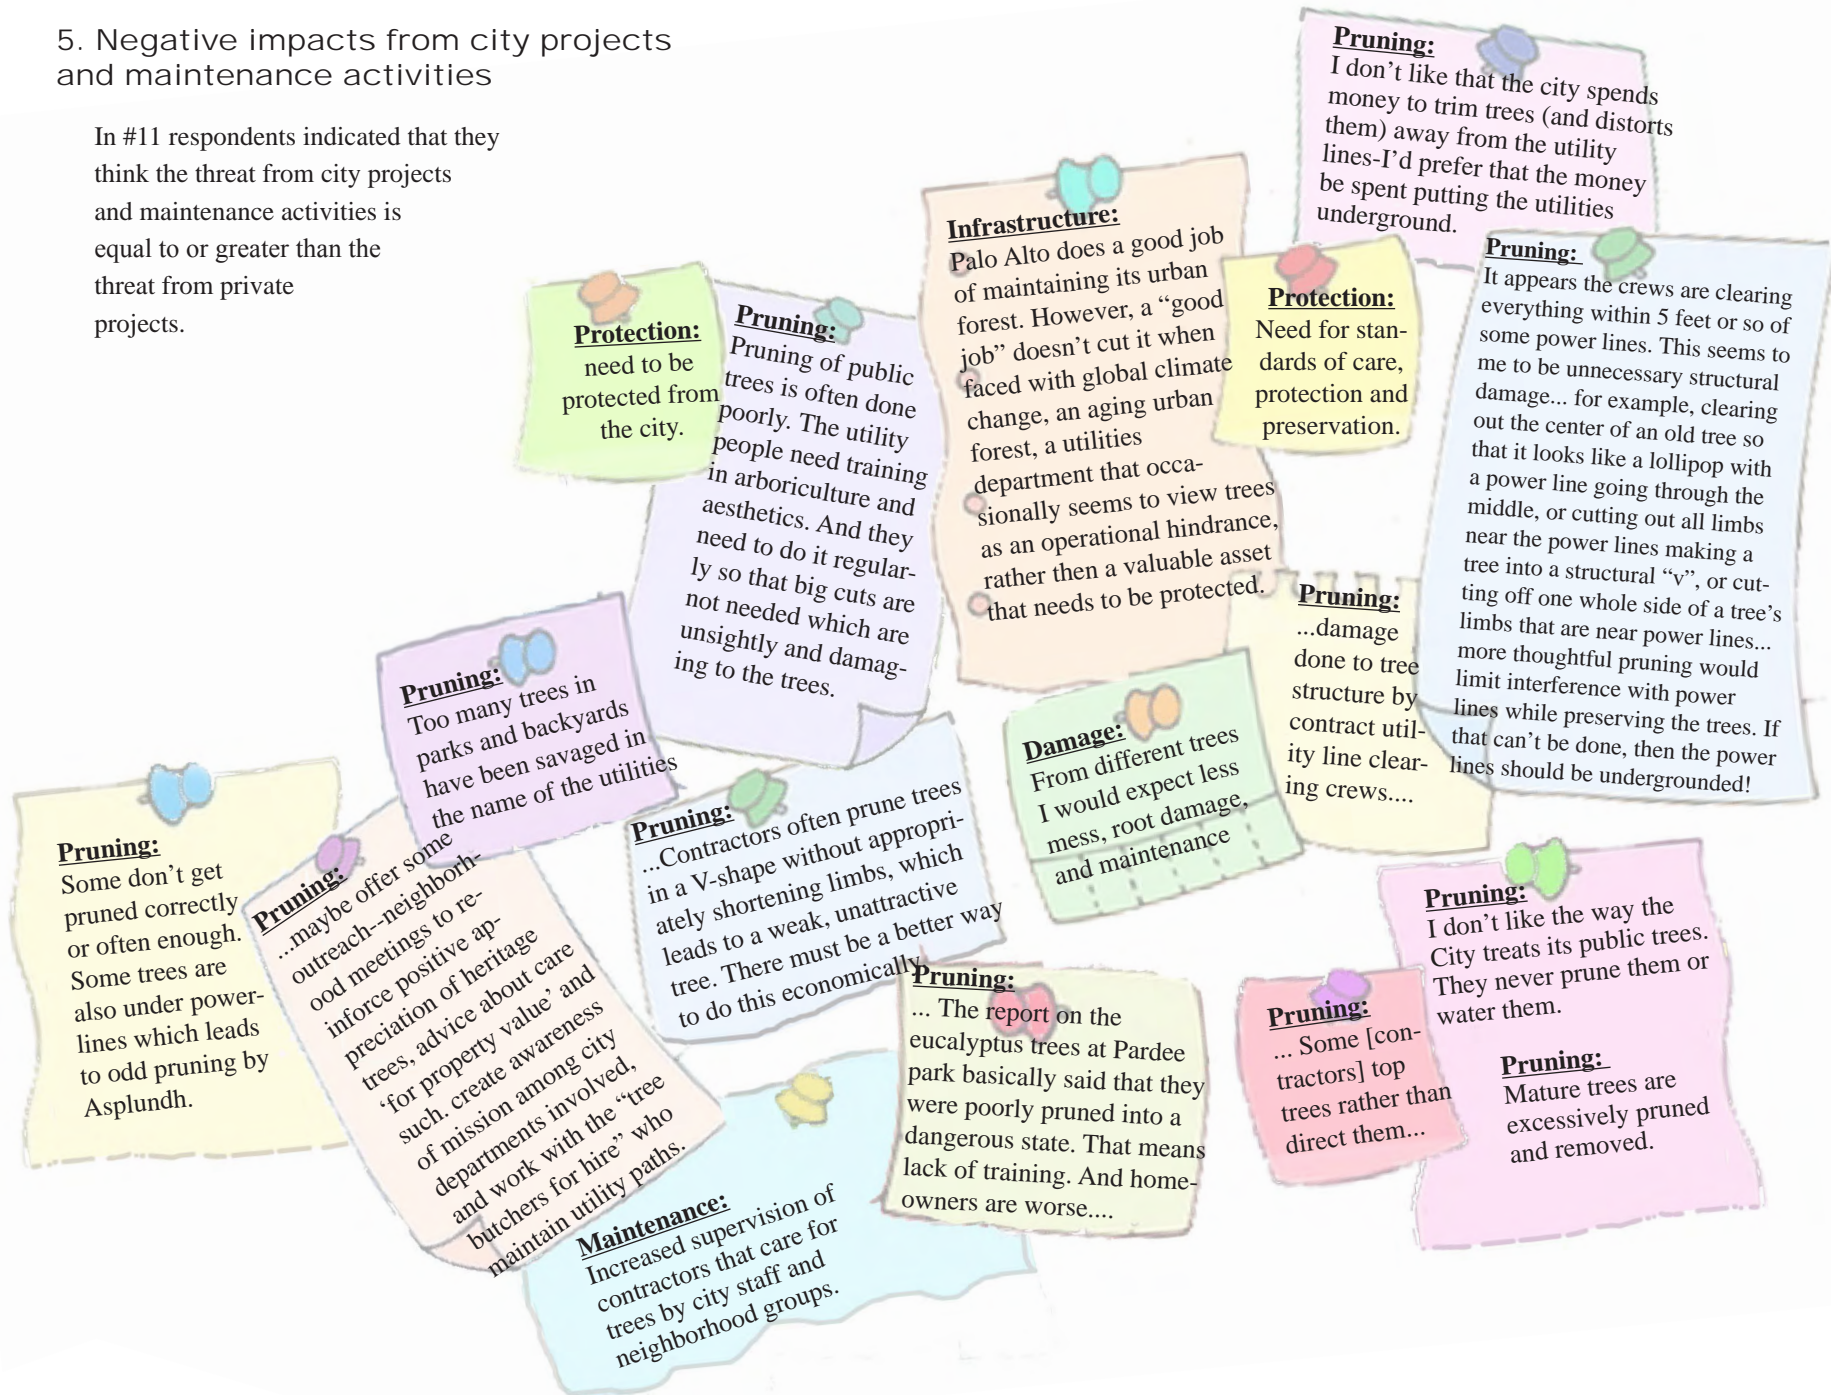 5. Negative impacts from city projects
and maintenance activities
In #11 respondents indicated that they
think the threat from city projects
and maintenance activities is
equal to or greater than the
threat from private
projects.
Pruning:
I don’t like that the city spends
money to trim trees (and distorts
them) away from the utility
lines-I’d prefer that the money
be spent putting the utilities
underground.
Infrastructure:
Palo Alto does a good job
of maintaining its urban
forest. However, a “good
job” doesn’t cut it when
faced with global climate
change, an aging urban
forest, a utilities
department that occa-
sionally seems to view trees
as an operational hindrance,
rather then a valuable asset
that needs to be protected.
Protection:
Need for stan-
dards of care,
protection and
preservation.
Pruning:
It appears the crews are clearing
everything within 5 feet or so of
some power lines. This seems to
me to be unnecessary structural
damage... for example, clearing
out the center of an old tree so
that it looks like a lollipop with
a power line going through the
middle, or cutting out all limbs
near the power lines making a
tree into a structural “v”, or cut-
ting off one whole side of a tree’s
limbs that are near power lines...
more thoughtful pruning would
limit interference with power
lines while preserving the trees. If
that can’t be done, then the power
lines should be undergrounded!
Protection:
need to be
protected from
the city.
Pruning:
Pruning of public
trees is often done
poorly. The utility
people need training
in arboriculture and
aesthetics. And they
need to do it regular-
ly so that big cuts are
not needed which are
unsightly and damag-
ing to the trees.
Pruning:
...damage
done to tree
structure by
contract util-
ity line clear-
ing crews....
Pruning:
Too many trees in
parks and backyards
have been savaged in
the name of the utilities
Damage:
From different trees
I would expect less
mess, root damage,
and maintenance
Pruning:
Some don’t get
pruned correctly
or often enough.
Some trees are
also under power-
lines which leads
to odd pruning by
Asplundh.
Pruning:
...maybe offer some
outreach--neighborh-
ood meetings to re-
inforce positive ap-
preciation of heritage
trees, advice about care
‘for property value’ and
such. create awareness
of mission among city
departments involved,
and work with the “tree
butchers for hire” who
maintain utility paths.
Pruning:
...Contractors often prune trees
in a V-shape without appropri-
ately shortening limbs, which
leads to a weak, unattractive
tree. There must be a better way
to do this economically.
Pruning:
... The report on the
eucalyptus trees at Pardee
park basically said that they
were poorly pruned into a
dangerous state. That means
lack of training. And home-
owners are worse....
Pruning:
... Some [con-
tractors] top
trees rather than
direct them...
Pruning:
I don’t like the way the
City treats its public trees.
They never prune them or
water them.
Pruning:
Mature trees are
excessively pruned
and removed.
Maintenance:
Increased supervision of
contractors that care for
trees by city staff and
neighborhood groups.